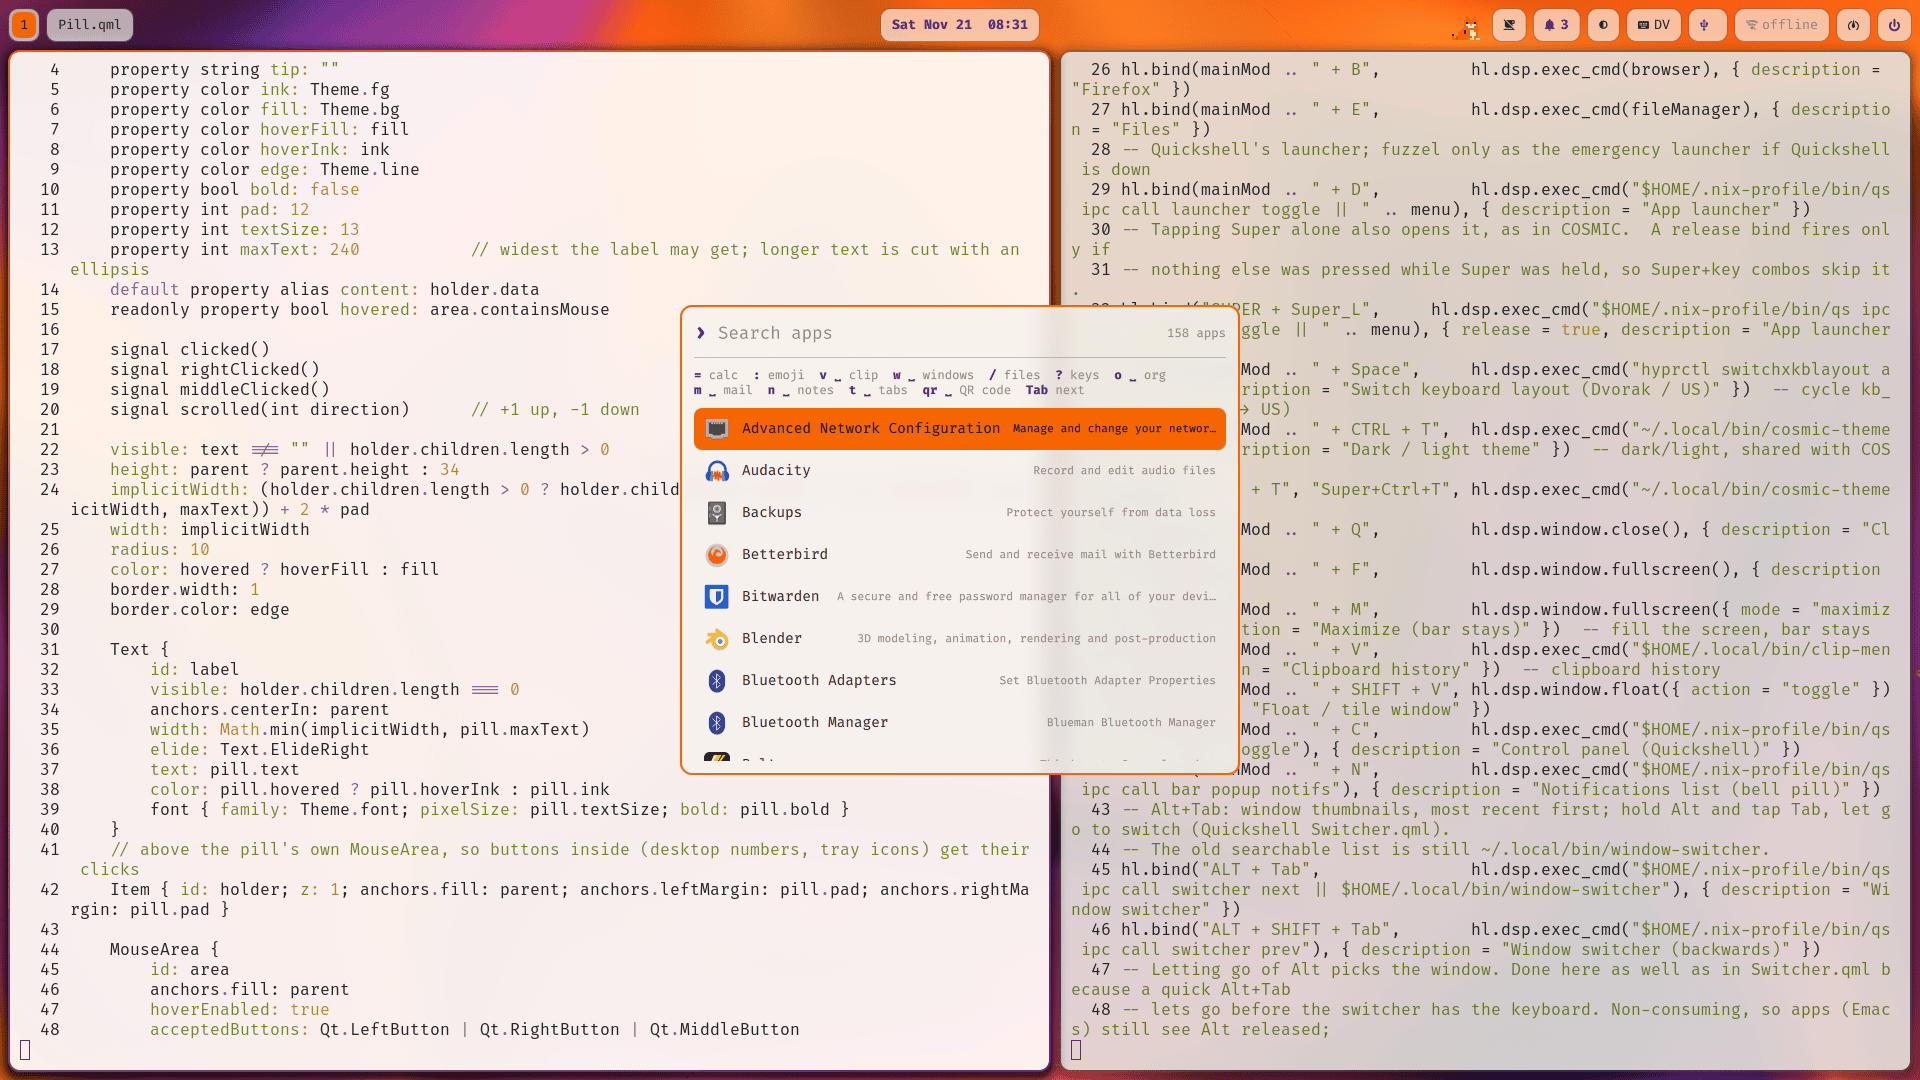 1 Pill.qml Sat Nov 21 08:31 3 DV offline
4 property string tip: ""
5 property color ink: Theme.fg
6 property color fill: Theme.bg
7 property color hoverFill: fill
8 property color hoverInk: ink
9 property color edge: Theme.line
10 property bool bold: false
11 property int pad: 12
12 property int textSize: 13
13 property int maxText: 240 // widest the label may get; longer text is cut with an
ellipsis
14 default property alias content: holder.data
15 readonly property bool hovered: area.containsMouse
16
17 signal clicked()
18 signal rightClicked()
19 signal middleClicked()
20 signal scrolled(int direction) // +1 up, -1 down
21
22 visible: text !== "" || holder.children.length > 0
23 height: parent ? parent.height : 34
24 implicitWidth: (holder.children.length > 0 ? holder.child
icitWidth, maxText)) + 2 * pad
25 width: implicitWidth
26 radius: 10
27 color: hovered ? hoverFill : fill
28 border.width: 1
29 border.color: edge
30
31 Text {
32 id: label
33 visible: holder.children.length === 0
34 anchors.centerIn: parent
35 width: Math.min(implicitWidth, pill.maxText)
36 elide: Text.ElideRight
37 text: pill.text
38 color: pill.hovered ? pill.hoverInk : pill.ink
39 font { family: Theme.font; pixelSize: pill.textSize; bold: pill.bold }
40 }
41 // above the pill's own MouseArea, so buttons inside (desktop numbers, tray icons) get their
clicks
42 Item { id: holder; z: 1; anchors.fill: parent; anchors.leftMargin: pill.pad; anchors.rightMa
rgin: pill.pad }
43
44 MouseArea {
45 id: area
46 anchors.fill: parent
47 hoverEnabled: true
48 acceptedButtons: Qt.LeftButton | Qt.RightButton | Qt.MiddleButton
Search apps 158 apps
= calc : emoji v ␣ clip w ␣ windows / files ? keys o ␣ org
m ␣ mail n ␣ notes t ␣ tabs qr ␣ QR code Tab next
Advanced Network Configuration Manage and change your networ…
Audacity Record and edit audio files
Backups Protect yourself from data loss
Betterbird Send and receive mail with Betterbird
Bitwarden A secure and free password manager for all of your devi…
Blender 3D modeling, animation, rendering and post-production
Bluetooth Adapters Set Bluetooth Adapter Properties
Bluetooth Manager Blueman Bluetooth Manager
26 hl.bind(mainMod .. " + B", hl.dsp.exec_cmd(browser), { description =
"Firefox" })
27 hl.bind(mainMod .. " + E", hl.dsp.exec_cmd(fileManager), { descriptio
n = "Files" })
28 -- Quickshell's launcher; fuzzel only as the emergency launcher if Quickshell
is down
29 hl.bind(mainMod .. " + D", hl.dsp.exec_cmd("$HOME/.nix-profile/bin/qs
ipc call launcher toggle || " .. menu), { description = "App launcher" })
30 -- Tapping Super alone also opens it, as in COSMIC. A release bind fires onl
y if
31 -- nothing else was pressed while Super was held, so Super+key combos skip it
.
ER + Super_L", hl.dsp.exec_cmd("$HOME/.nix-profile/bin/qs ipc
ggle || " .. menu), { release = true, description = "App launcher
Mod .. " + Space", hl.dsp.exec_cmd("hyprctl switchxkblayout a
ription = "Switch keyboard layout (Dvorak / US)" }) -- cycle kb_
→ US)
Mod .. " + CTRL + T", hl.dsp.exec_cmd("~/.local/bin/cosmic-theme
ription = "Dark / light theme" }) -- dark/light, shared with COS
+ T", "Super+Ctrl+T", hl.dsp.exec_cmd("~/.local/bin/cosmic-theme
Mod .. " + Q", hl.dsp.window.close(), { description = "Cl
Mod .. " + F", hl.dsp.window.fullscreen(), { description
Mod .. " + M", hl.dsp.window.fullscreen({ mode = "maximiz
tion = "Maximize (bar stays)" }) -- fill the screen, bar stays
Mod .. " + V", hl.dsp.exec_cmd("$HOME/.local/bin/clip-men
n = "Clipboard history" }) -- clipboard history
Mod .. " + SHIFT + V", hl.dsp.window.float({ action = "toggle" })
"Float / tile window" })
Mod .. " + C", hl.dsp.exec_cmd("$HOME/.nix-profile/bin/qs
oggle"), { description = "Control panel (Quickshell)" })
Mod .. " + N", hl.dsp.exec_cmd("$HOME/.nix-profile/bin/qs
ipc call bar popup notifs"), { description = "Notifications list (bell pill)" })
43 -- Alt+Tab: window thumbnails, most recent first; hold Alt and tap Tab, let g
o to switch (Quickshell Switcher.qml).
44 -- The old searchable list is still ~/.local/bin/window-switcher.
45 hl.bind("ALT + Tab", hl.dsp.exec_cmd("$HOME/.nix-profile/bin/qs
ipc call switcher next || $HOME/.local/bin/window-switcher"), { description = "Wi
ndow switcher" })
46 hl.bind("ALT + SHIFT + Tab", hl.dsp.exec_cmd("$HOME/.nix-profile/bin/qs
ipc call switcher prev"), { description = "Window switcher (backwards)" })
47 -- Letting go of Alt picks the window. Done here as well as in Switcher.qml b
ecause a quick Alt+Tab
48 -- lets go before the switcher has the keyboard. Non-consuming, so apps (Emac
s) still see Alt released;